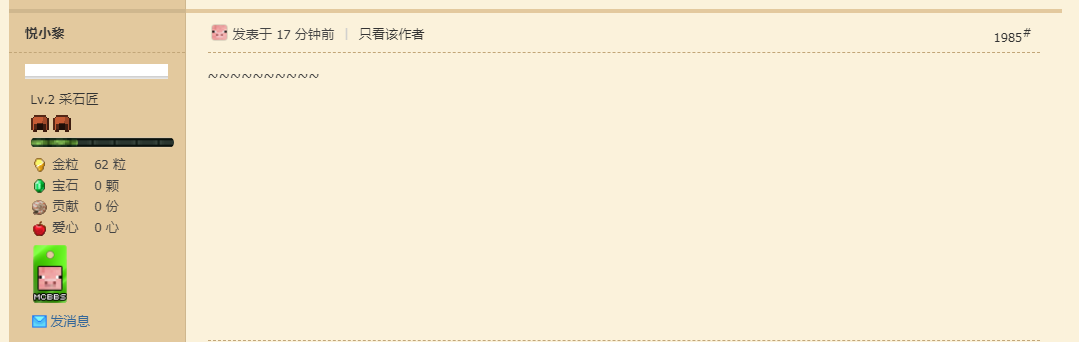 悦小黎
发表于 17 分钟前 | 只看该作者
1985#
~~~~~~~~~~
Lv.2 采石匠
金粒 62 粒
宝石 0 颗
贡献 0 份
爱心 0 心
MCBBS
发消息